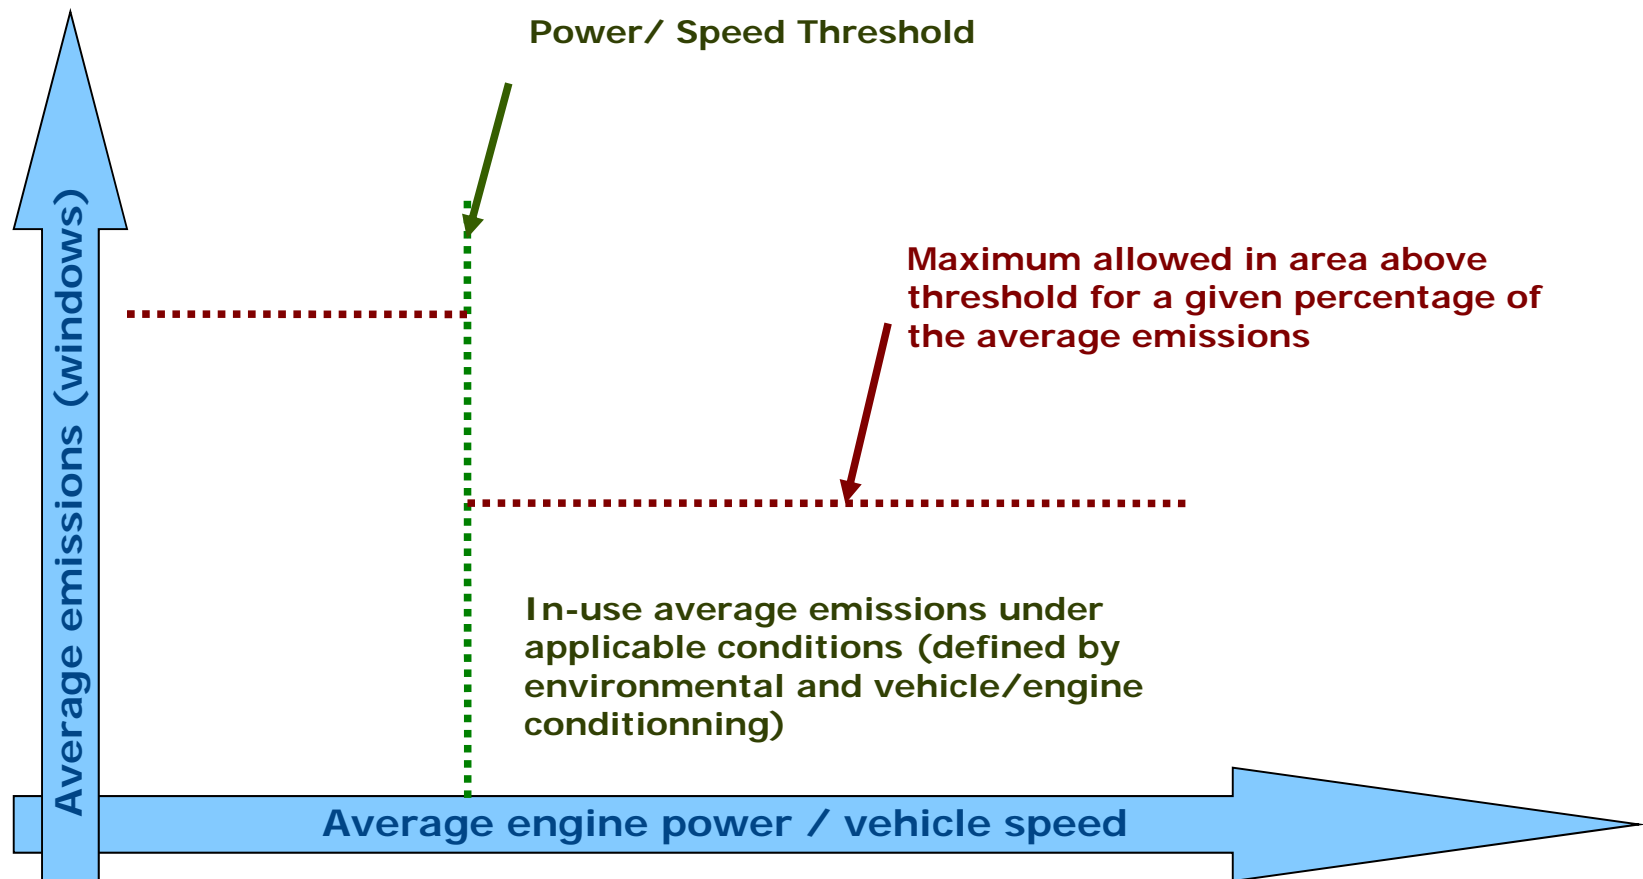 Power/ Speed Threshold
Average emissions (windows)
Maximum allowed in area above
threshold for a given percentage of
the average emissions
In-use average emissions under
applicable conditions (defined by
environmental and vehicle/engine
conditionning)
Average engine power / vehicle speed